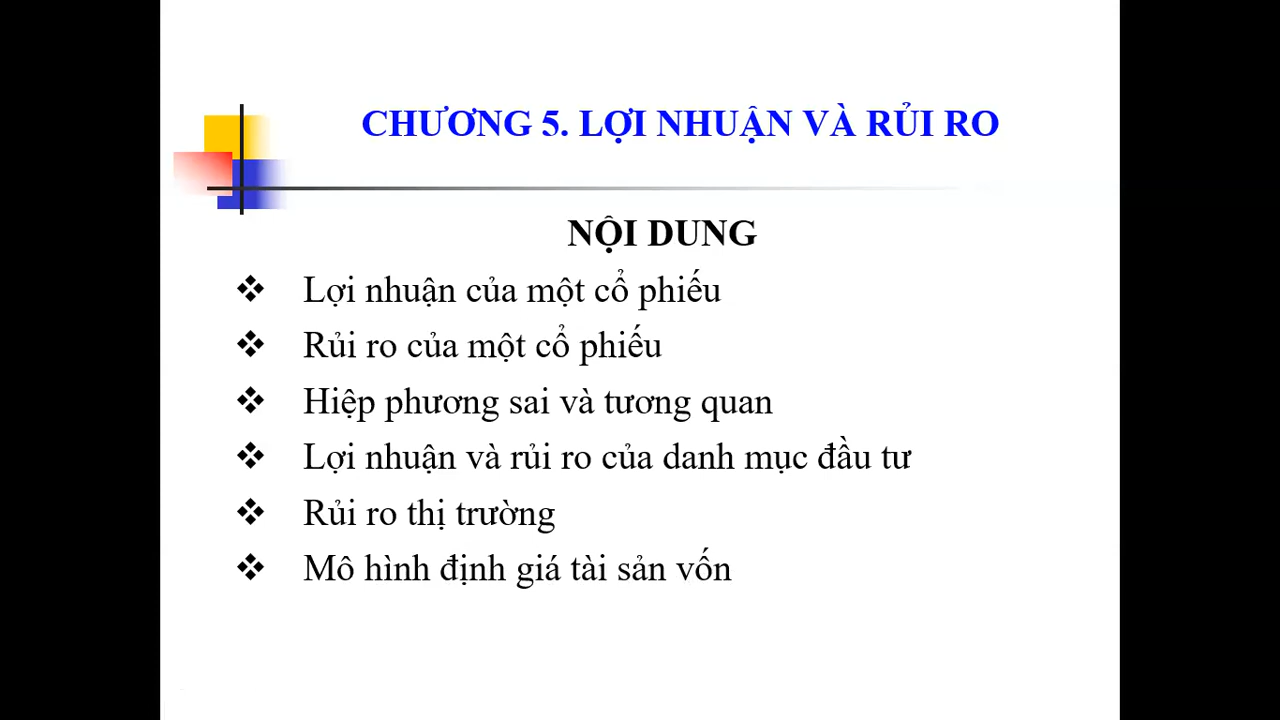 CHƯƠNG 5. LỢI NHUẬN VÀ RỦI RO
NỘI DUNG
❖ Lợi nhuận của một cổ phiếu
❖ Rủi ro của một cổ phiếu
❖ Hiệp phương sai và tương quan
❖ Lợi nhuận và rủi ro của danh mục đầu tư
❖ Rủi ro thị trường
❖ Mô hình định giá tài sản vốn